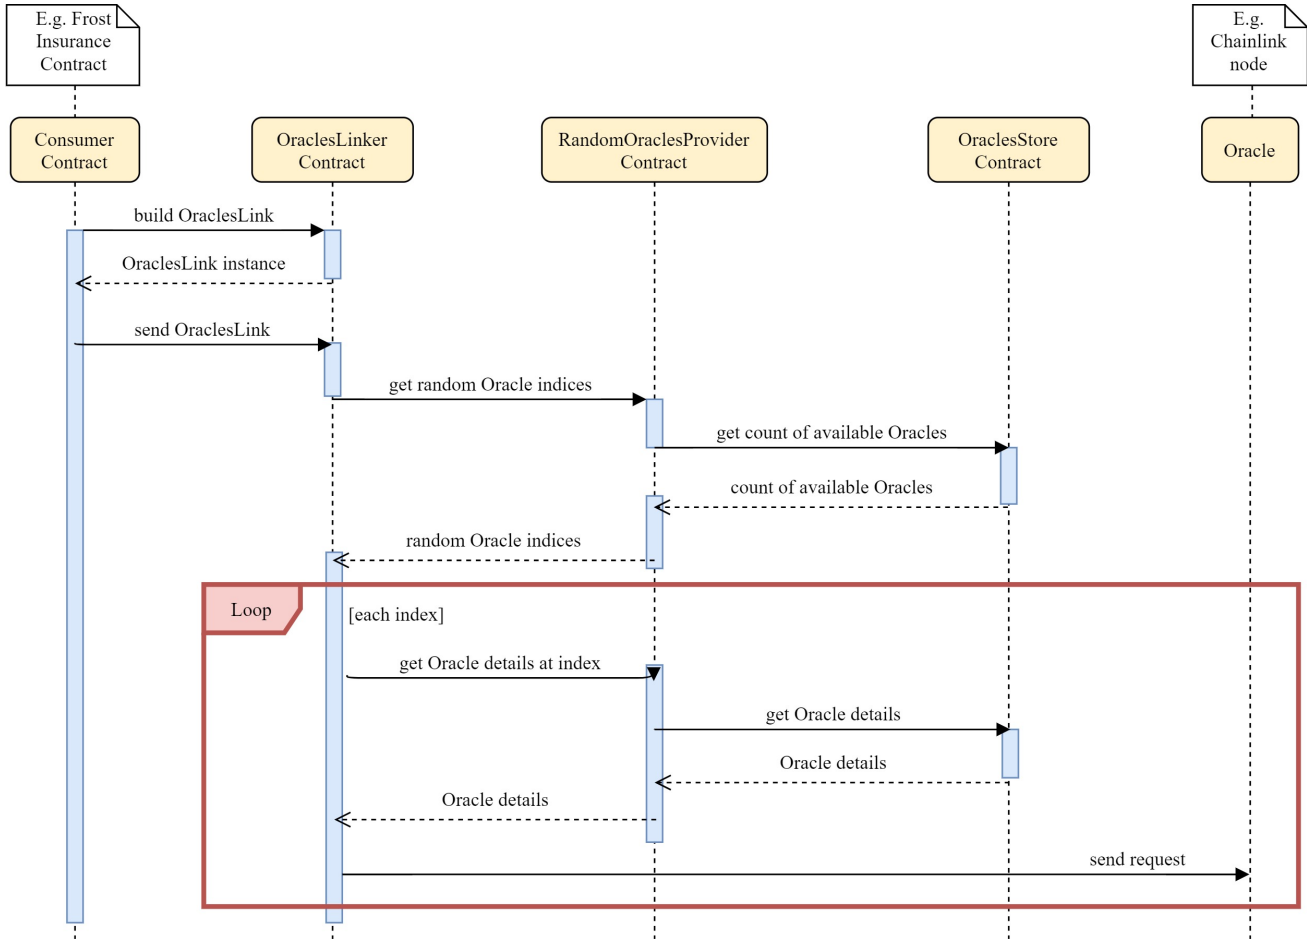 E.g. Frost
Insurance
Contract
E.g.
Chainlink
node
Consumer
Contract
OraclesLinker
Contract
RandomOraclesProvider
Contract
OraclesStore
Contract
Oracle
build OraclesLink
OraclesLink instance
send OraclesLink
get random Oracle indices
get count of available Oracles
count of available Oracles
random Oracle indices
Loop
[each index]
get Oracle details at index
get Oracle details
Oracle details
Oracle details
send request